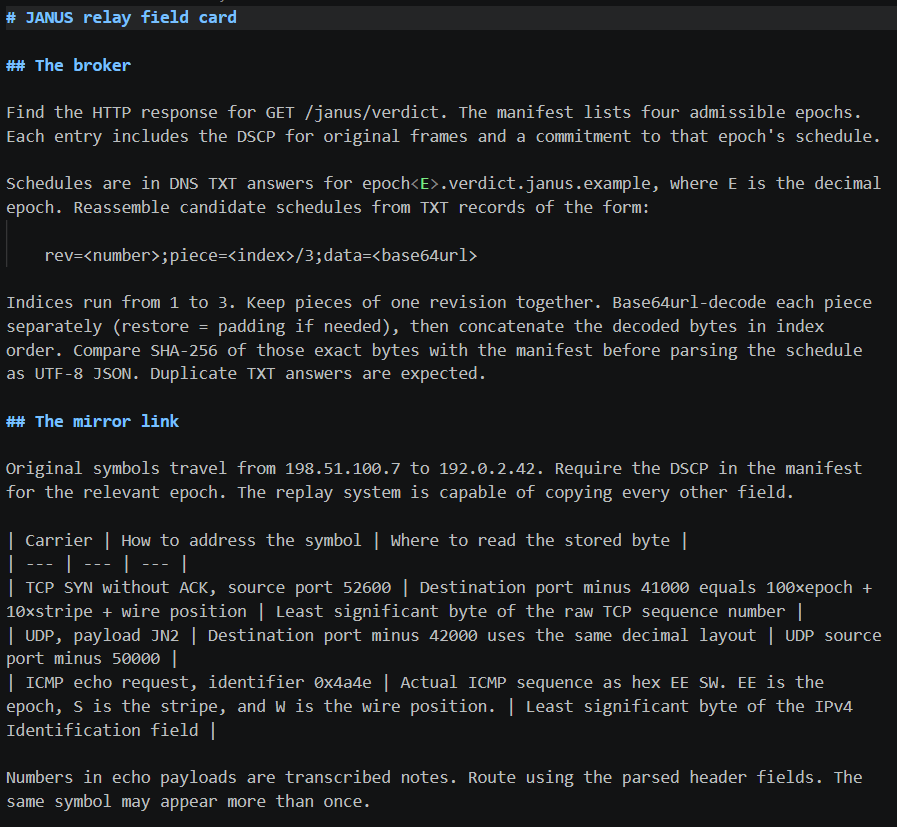 # JANUS relay field card
## The broker
Find the HTTP response for GET /janus/verdict. The manifest lists four admissible epochs.
Each entry includes the DSCP for original frames and a commitment to that epoch's schedule.
Schedules are in DNS TXT answers for epoch<E>.verdict.janus.example, where E is the decimal
epoch. Reassemble candidate schedules from TXT records of the form:
rev=<number>;piece=<index>/3;data=<base64url>
Indices run from 1 to 3. Keep pieces of one revision together. Base64url-decode each piece
separately (restore = padding if needed), then concatenate the decoded bytes in index
order. Compare SHA-256 of those exact bytes with the manifest before parsing the schedule
as UTF-8 JSON. Duplicate TXT answers are expected.
## The mirror link
Original symbols travel from 198.51.100.7 to 192.0.2.42. Require the DSCP in the manifest
for the relevant epoch. The replay system is capable of copying every other field.
| Carrier | How to address the symbol | Where to read the stored byte |
| --- | --- | --- |
| TCP SYN without ACK, source port 52600 | Destination port minus 41000 equals 100xepoch +
10xstripe + wire position | Least significant byte of the raw TCP sequence number |
| UDP, payload JN2 | Destination port minus 42000 uses the same decimal layout | UDP source
port minus 50000 |
| ICMP echo request, identifier 0x4a4e | Actual ICMP sequence as hex EE SW. EE is the
epoch, S is the stripe, and W is the wire position. | Least significant byte of the IPv4
Identification field |
Numbers in echo payloads are transcribed notes. Route using the parsed header fields. The
same symbol may appear more than once.